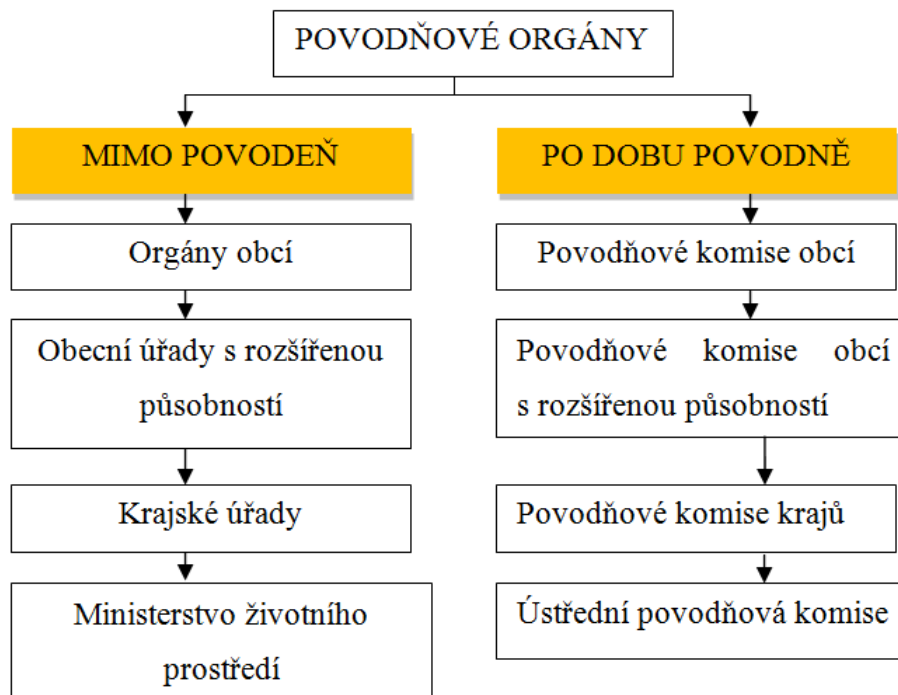 POVODŇOVÉ ORGÁNY
MIMO POVODEŇ
Orgány obcí
Obecní úřady s rozšířenou
působností
Krajské úřady
Ministerstvo životního
prostředí
PO DOBU POVODNĚ
Povodňové komise obcí
Povodňové komise obcí
s rozšířenou působností
Povodňové komise krajů
Ústřední povodňová komise